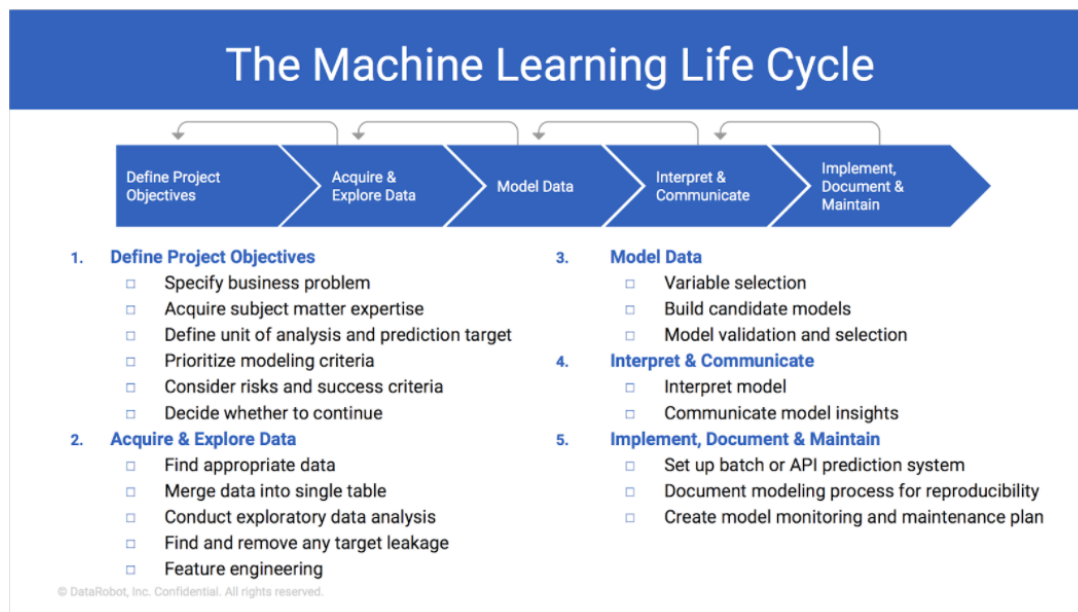 The Machine Learning Life Cycle
Define Project
Objectives
Acquire &
Explore Data
Model Data
Interpret &
Communicate
Implement,
Document &
Maintain
1. Define Project Objectives
Specify business problem
Acquire subject matter expertise
Define unit of analysis and prediction target
Prioritize modeling criteria
Consider risks and success criteria
Decide whether to continue
2. Acquire & Explore Data
Find appropriate data
Merge data into single table
Conduct exploratory data analysis
Find and remove any target leakage
Feature engineering
3. Model Data
Variable selection
Build candidate models
Model validation and selection
4. Interpret & Communicate
Interpret model
Communicate model insights
5. Implement, Document & Maintain
Set up batch or API prediction system
Document modeling process for reproducibility
Create model monitoring and maintenance plan
© DataRobot, Inc. Confidential. All rights reserved.